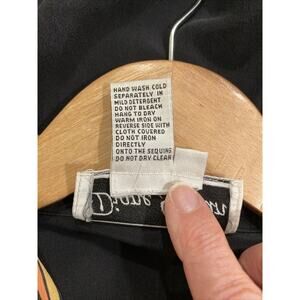 HAND WASH COLD
SEPARATELY IN
MILD DETERGENT
DO NOT BLEACH
HANG TO DRY
WARM IRON ON
REVERSE SIDE WITH
CLOTH COVERED
DO NOT IRON
DIRECTLY
ONTO THE SEQUINS
DO NOT DRY CLEAN
Diane